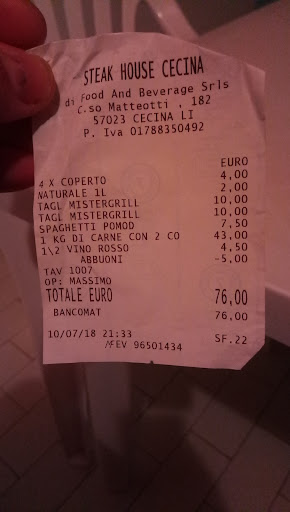 STEAK HOUSE CECINA
di Food And Beverage Srls
C.so Matteotti , 182
57023 CECINA LI
P. Iva 01788350492
EURO
4 X COPERTO 4,00
NATURALE 1L 2,00
TAGL MISTERGRILL 10,00
TAGL MISTERGRILL 10,00
SPAGHETTI POMOD 7,50
1 KG DI CARNE CON 2 CO 43,00
1\2 VINO ROSSO 4,50
ABBUONI -5,00
TAV 1007
OP: MASSIMO
TOTALE EURO 76,00
BANCOMAT 76,00
10/07/18 21:33 SF.22
/FEV 96501434